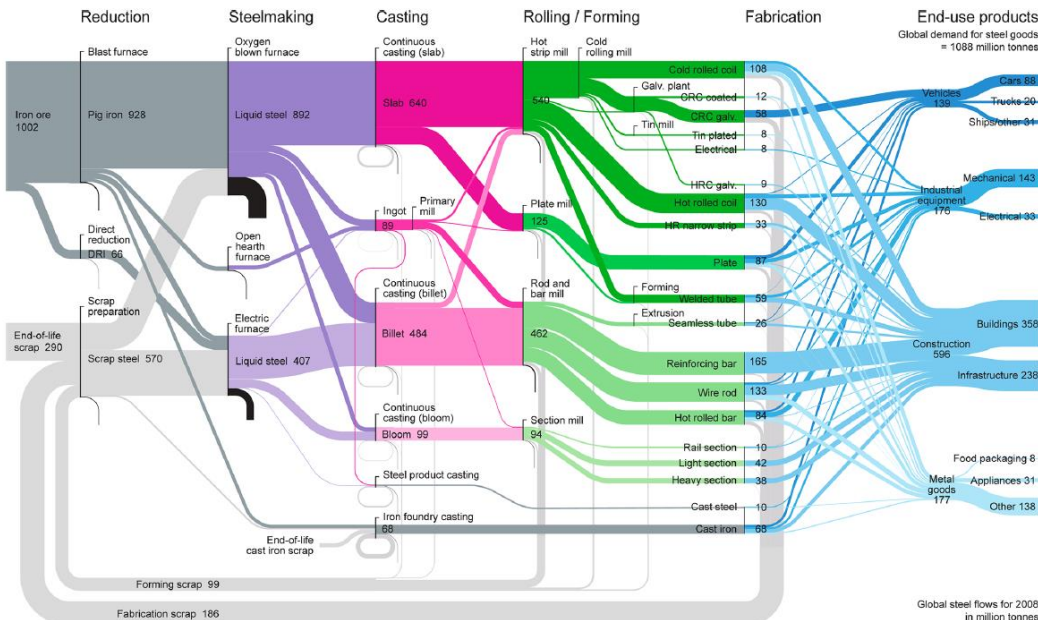 Reduction
Steelmaking
Casting
Rolling / Forming
Fabrication
End-use products
Global demand for steel goods
= 1088 million tonnes
Blast furnace
Oxygen
blown furnace
Continuous
casting (slab)
Hot
strip mill
Cold
rolling mill
Iron ore
1002
Pig iron 928
Liquid steel 892
Slab 640
540
Galv. plant
Tin mill
Cold rolled coil
108
CRC coated
12
CRC galv.
58
Tin plated
8
Electrical
8
HRC galv.
9
Hot rolled coil
130
HR narrow strip
33
Vehicles
139
Cars 88
Trucks 20
Ships/other 31
Mechanical 143
Industrial
equipment
176
Electrical 33
Direct
reduction
DRI 66
Open
hearth
furnace
Ingot
89
Primary
mill
Plate mill
125
Plate
87
Scrap
preparation
End-of-life
scrap 290
Scrap steel 570
Electric
furnace
Liquid steel 407
Continuous
casting (billet)
Billet 484
Rod and
bar mill
462
Forming
Welded tube
59
Extrusion
Seamless tube
26
Reinforcing bar
165
Wire rod
133
Hot rolled bar
84
Construction
596
Buildings 358
Infrastructure 238
Continuous
casting (bloom)
Bloom 99
Section mill
94
Rail section
10
Light section
42
Heavy section
38
Steel product casting
Cast steel
10
Iron foundry casting
68
Cast iron
68
End-of-life
cast iron scrap
Metal
goods
177
Food packaging 8
Appliances 31
Other 138
Forming scrap 99
Fabrication scrap 186
Global steel flows for 2008
in million tonnes